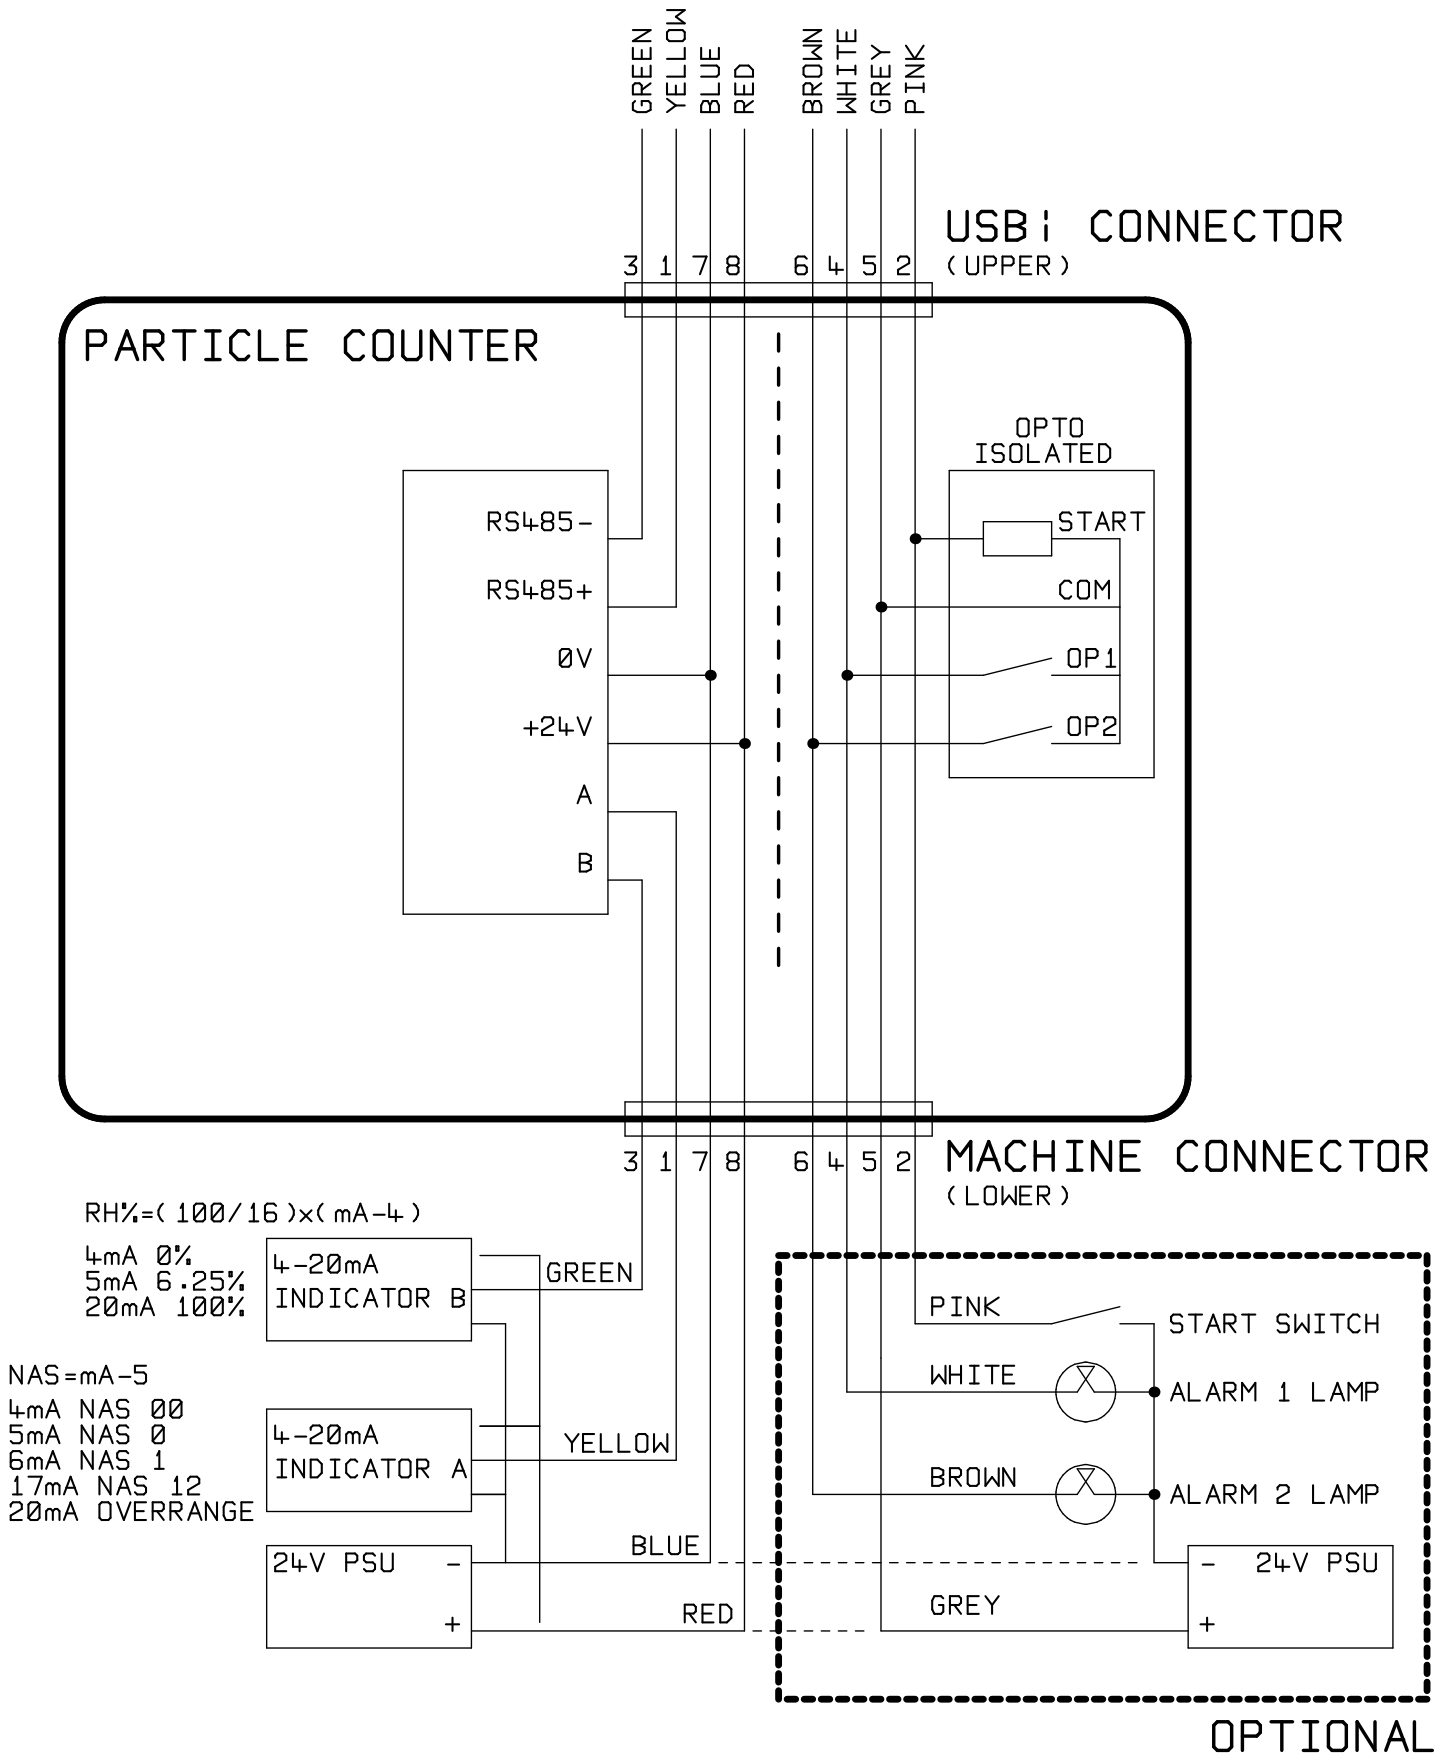 GREEN
YELLOW
BLUE
RED
BROWN
WHITE
GREY
PINK
USBi CONNECTOR
(UPPER)
3 1 7 8 6 4 5 2
PARTICLE COUNTER
OPTO
ISOLATED
RS485-
START
RS485+
COM
0V
OP1
+24V
OP2
A
B
3 1 7 8 6 4 5 2
MACHINE CONNECTOR
(LOWER)
RH%=(100/16)x(mA-4)
4mA 0%
5mA 6.25%
20mA 100%
4-20mA
INDICATOR B
GREEN
NAS=mA-5
4mA NAS 00
5mA NAS 0
6mA NAS 1
17mA NAS 12
20mA OVERRANGE
4-20mA
INDICATOR A
YELLOW
24V PSU -
+
BLUE
RED
PINK
START SWITCH
WHITE
ALARM 1 LAMP
BROWN
ALARM 2 LAMP
- 24V PSU
GREY
+
OPTIONAL